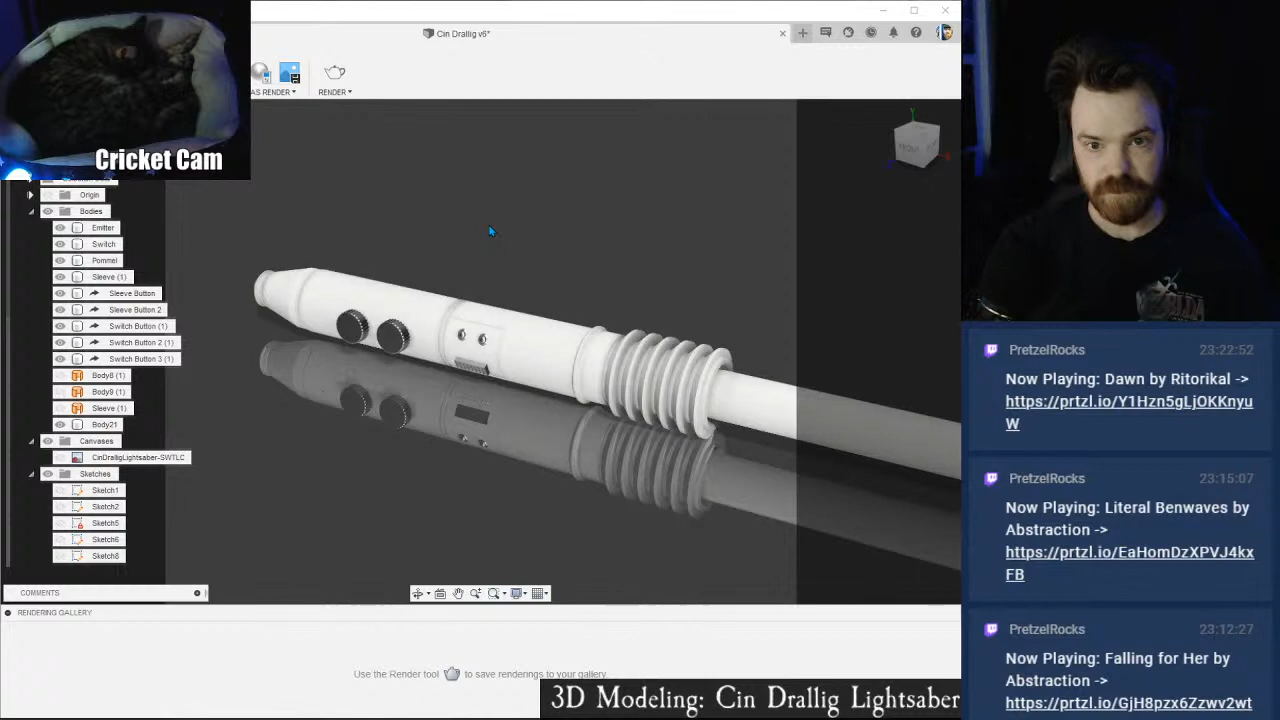 Cricket Cam
Cin Drallig v6*
AS RENDER
RENDER
Origin
Bodies
Emitter
Switch
Pommel
Sleeve (1)
Sleeve Button
Sleeve Button 2
Switch Button (1)
Switch Button 2 (1)
Switch Button 3 (1)
Body8 (1)
Body9 (1)
Sleeve (1)
Body21
Canvases
CinDralligLightsaber-SWTLC
Sketches
Sketch1
Sketch2
Sketch5
Sketch6
Sketch8
COMMENTS
RENDERING GALLERY
Use the Render tool to save renderings to your gallery
3D Modeling: Cin Drallig Lightsaber
PretzelRocks 23:22:52
Now Playing: Dawn by Ritorikal ->
https://prtzl.io/Y1Hzn5gLjOKKnyu
W
PretzelRocks 23:15:07
Now Playing: Literal Benwaves by
Abstraction ->
https://prtzl.io/EaHomDzXPVJ4kx
FB
PretzelRocks 23:12:27
Now Playing: Falling for Her by
Abstraction ->
https://prtzl.io/GjH8pzx6Zzwv2wt